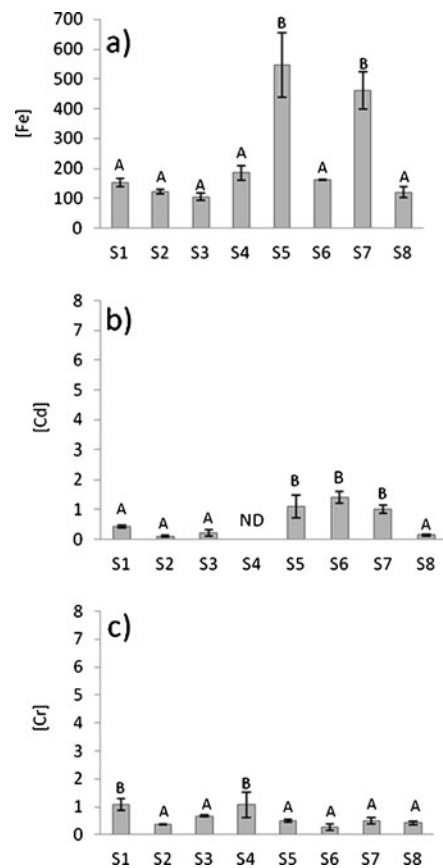 a)
[Fe]
700
600
500
400
300
200
100
0
A A A A B A B A
S1 S2 S3 S4 S5 S6 S7 S8
b)
[Cd]
8
7
6
5
4
3
2
1
0
A A A ND B B B A
S1 S2 S3 S4 S5 S6 S7 S8
c)
[Cr]
8
7
6
5
4
3
2
1
0
B A A B A A A A
S1 S2 S3 S4 S5 S6 S7 S8